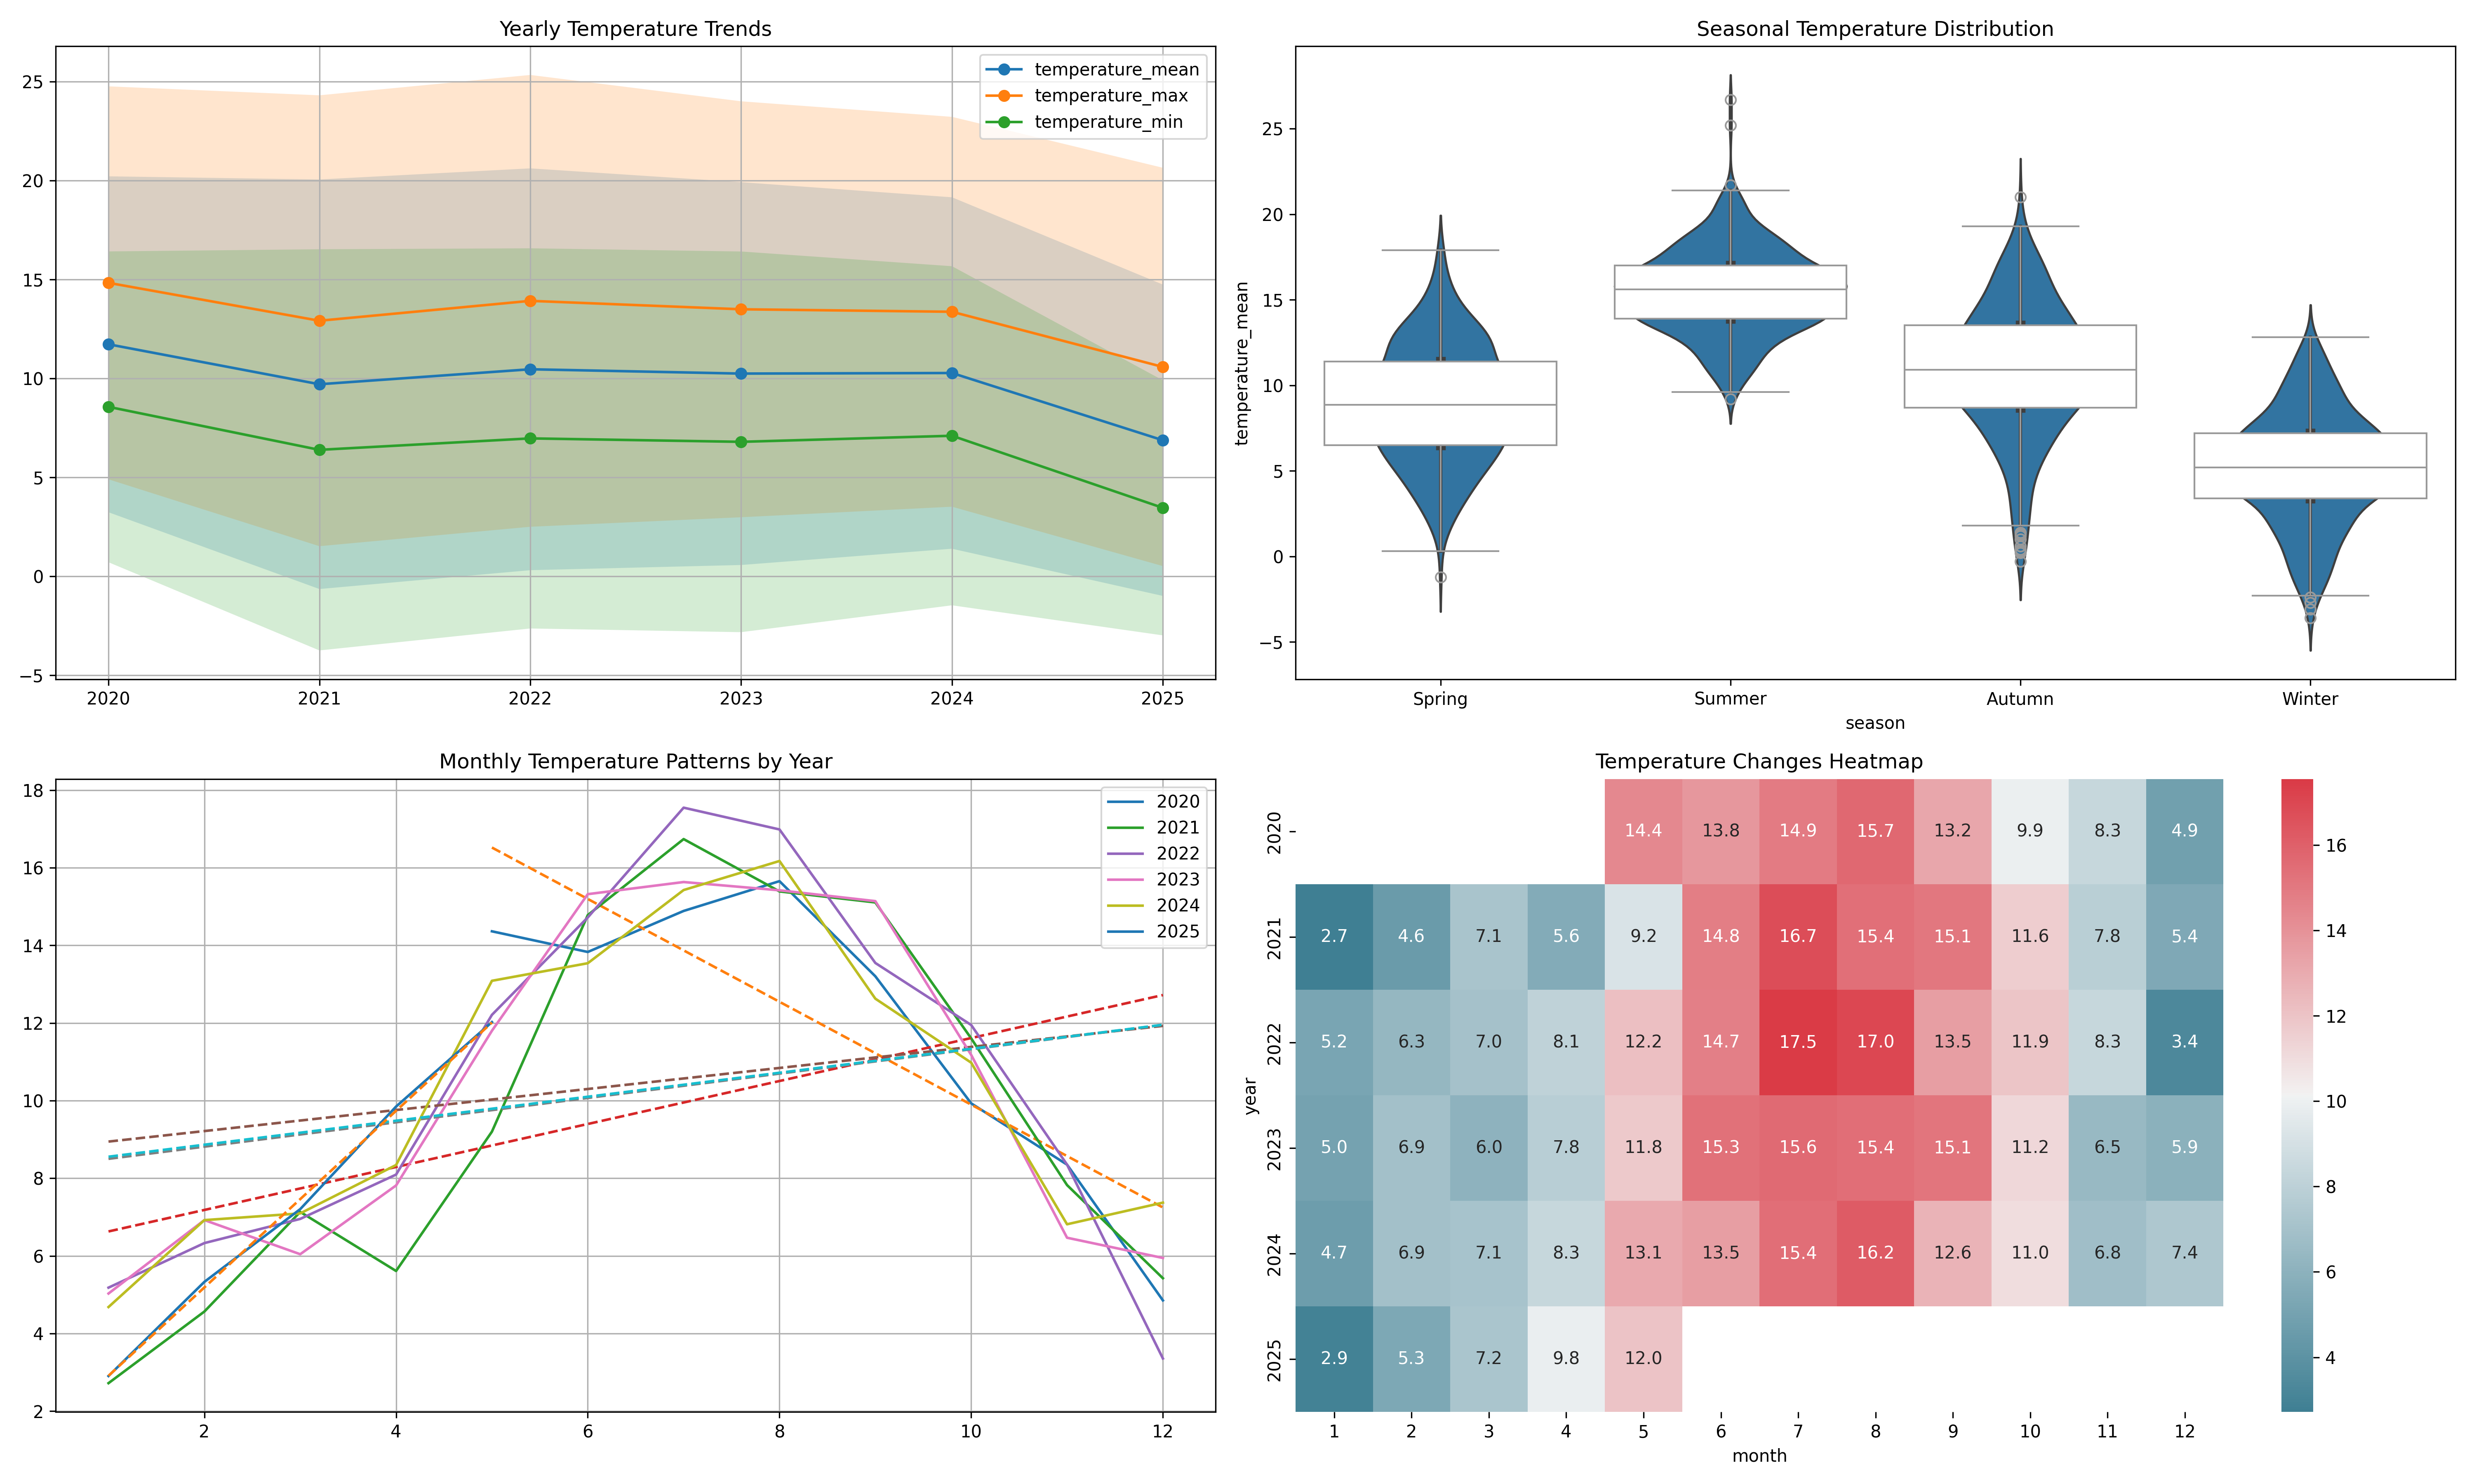 Yearly Temperature Trends
25
20
15
10
5
0
−5
2020
2021
2022
2023
2024
2025
temperature_mean
temperature_max
temperature_min
Seasonal Temperature Distribution
temperature_mean
25
20
15
10
5
0
−5
Spring
Summer
Autumn
Winter
season
Monthly Temperature Patterns by Year
18
16
14
12
10
8
6
4
2
2
4
6
8
10
12
2020
2021
2022
2023
2024
2025
Temperature Changes Heatmap
year
2020 14.4 13.8 14.9 15.7 13.2 9.9 8.3 4.9
2021 2.7 4.6 7.1 5.6 9.2 14.8 16.7 15.4 15.1 11.6 7.8 5.4
2022 5.2 6.3 7.0 8.1 12.2 14.7 17.5 17.0 13.5 11.9 8.3 3.4
2023 5.0 6.9 6.0 7.8 11.8 15.3 15.6 15.4 15.1 11.2 6.5 5.9
2024 4.7 6.9 7.1 8.3 13.1 13.5 15.4 16.2 12.6 11.0 6.8 7.4
2025 2.9 5.3 7.2 9.8 12.0
1 2 3 4 5 6 7 8 9 10 11 12
month
16
14
12
10
8
6
4